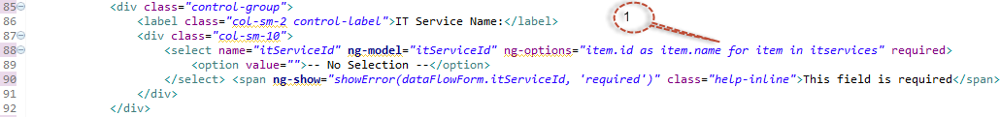 1
85 <div class="control-group">
86 <label class="col-sm-2 control-label">IT Service Name:</label>
87 <div class="col-sm-10">
88 <select name="itServiceId" ng-model="itServiceId" ng-options="item.id as item.name for item in itservices" required>
89 <option value="">-- No Selection --</option>
90 </select> <span ng-show="showError(dataFlowForm.itServiceId, 'required')" class="help-inline">This field is required</span>
91 </div>
92 </div>